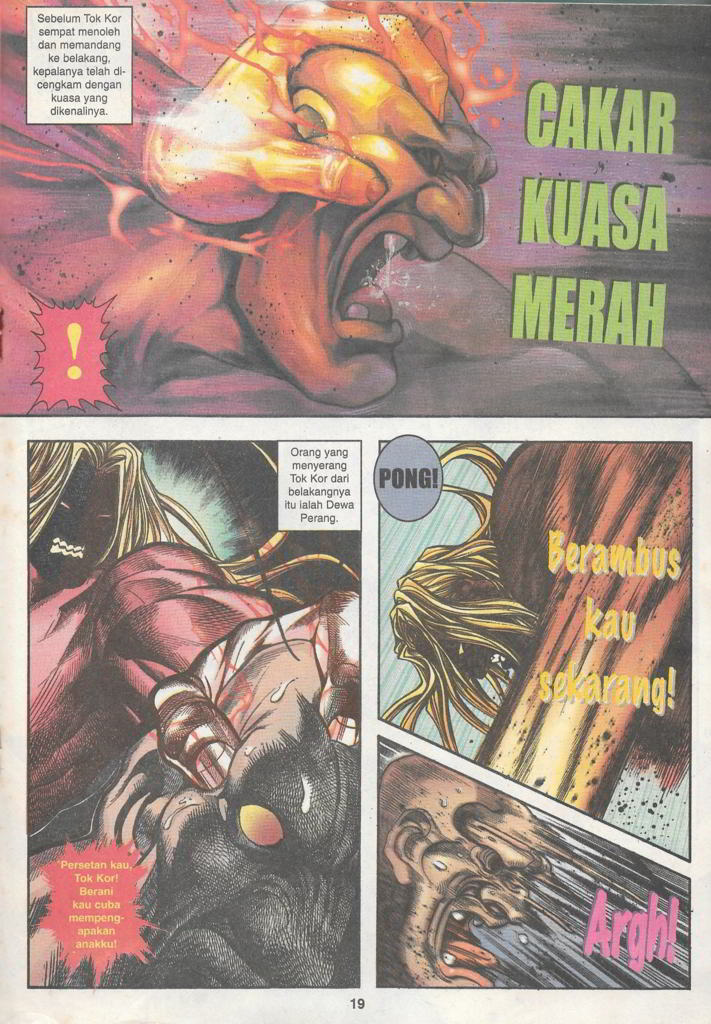 Sebelum Tok Kor
sempat menoleh
dan memandang
ke belakang,
kepalanya telah di-
cengkam dengan
kuasa yang
dikenalinya.
CAKAR
KUASA
MERAH
!
Orang yang
menyerang
Tok Kor dari
belakangnya
itu ialah Dewa
Perang.
Persetan kau,
Tok Kor!
Berani
kau cuba
mempeng-
apakan
anakku!
PONG!
Berambus
kau
sekarang!
Argh!
19